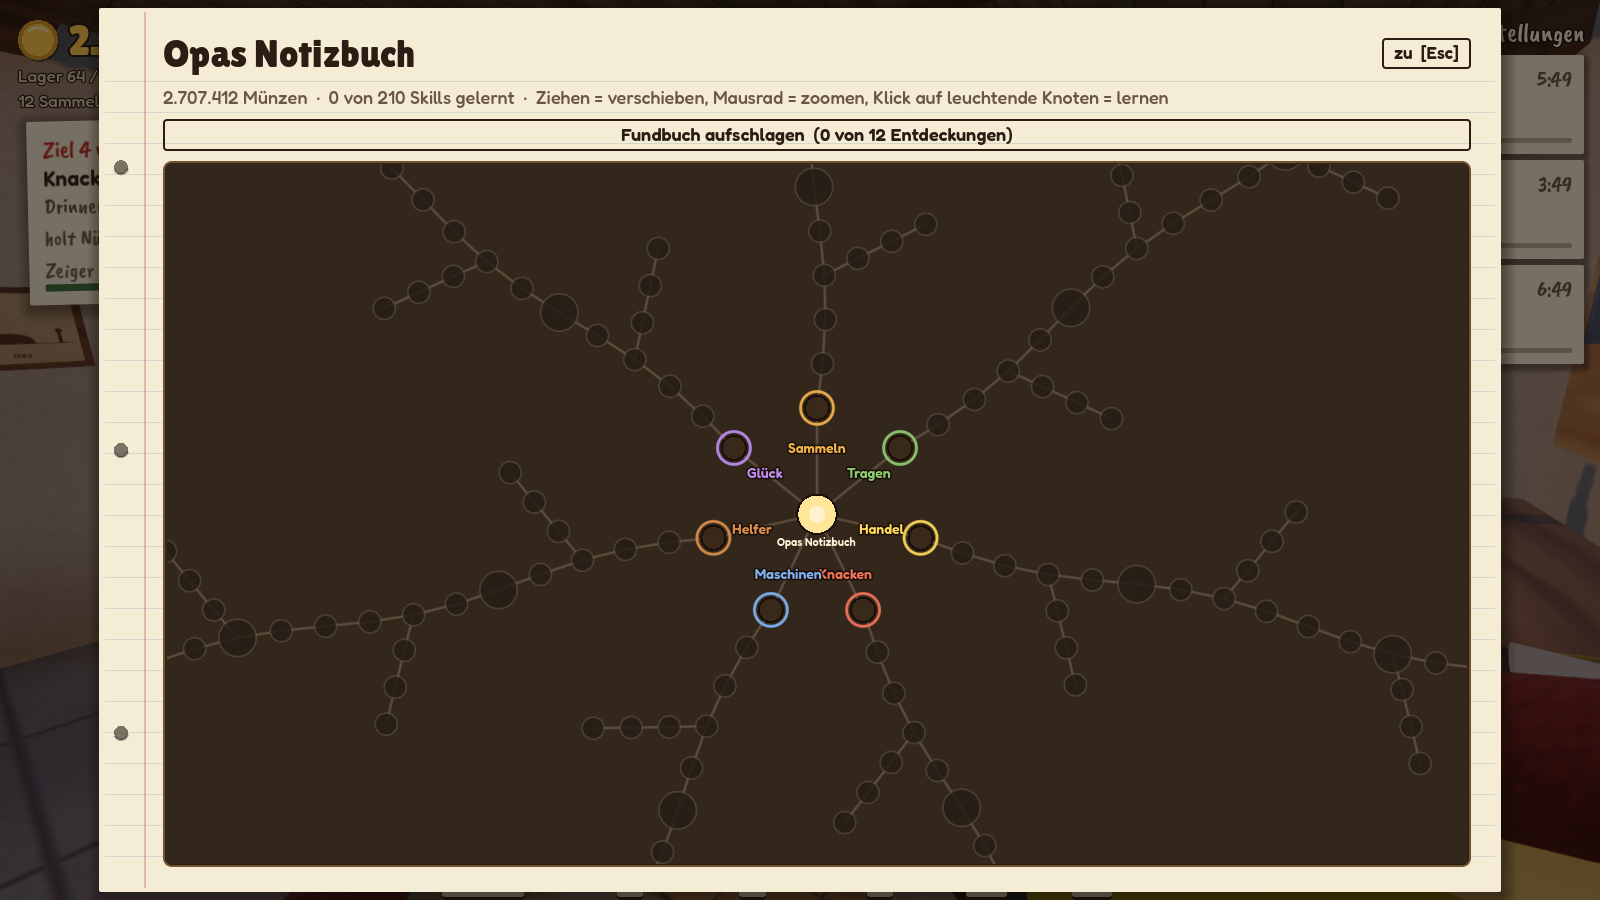 Opas Notizbuch
zu [Esc]
2.707.412 Münzen · 0 von 210 Skills gelernt · Ziehen = verschieben, Mausrad = zoomen, Klick auf leuchtende Knoten = lernen
Fundbuch aufschlagen (0 von 12 Entdeckungen)
2.
Lager 64 /
12 Sammel
Ziel 4
Knack
Drinne
holt Nü
Zeiger
tellungen
5:49
3:49
6:49
Sammeln
Glück
Tragen
Helfer
Handel
Opas Notizbuch
Maschinen
Knacken